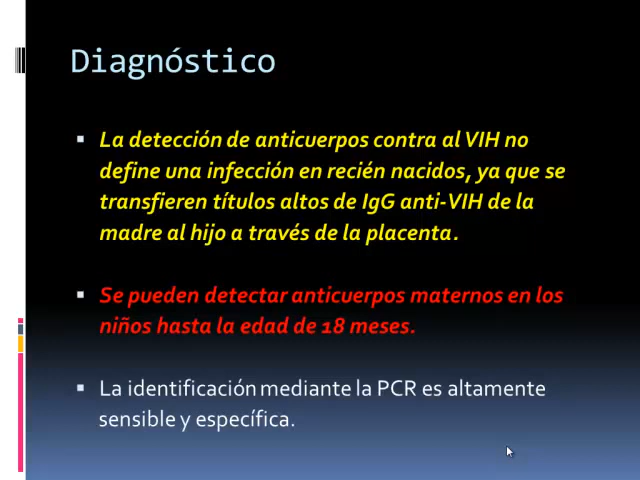 Diagnóstico
La detección de anticuerpos contra al VIH no
define una infección en recién nacidos, ya que se
transfieren títulos altos de IgG anti-VIH de la
madre al hijo a través de la placenta.
Se pueden detectar anticuerpos maternos en los
niños hasta la edad de 18 meses.
La identificación mediante la PCR es altamente
sensible y específica.